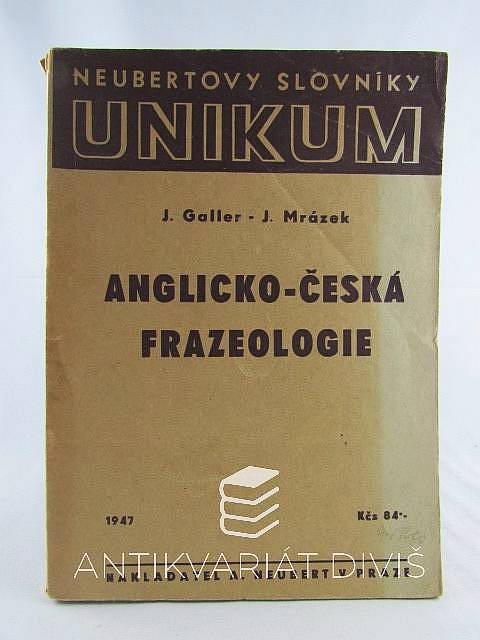 NEUBERTOVY SLOVNÍKY
UNIKUM
J. Galler - J. Mrázek
ANGLICKO-ČESKÁ
FRAZEOLOGIE
1947
Kčs 84·-
ANTIKVARIÁT DIVIŠ
NAKLADATEL A. NEUBERT V PRAZE